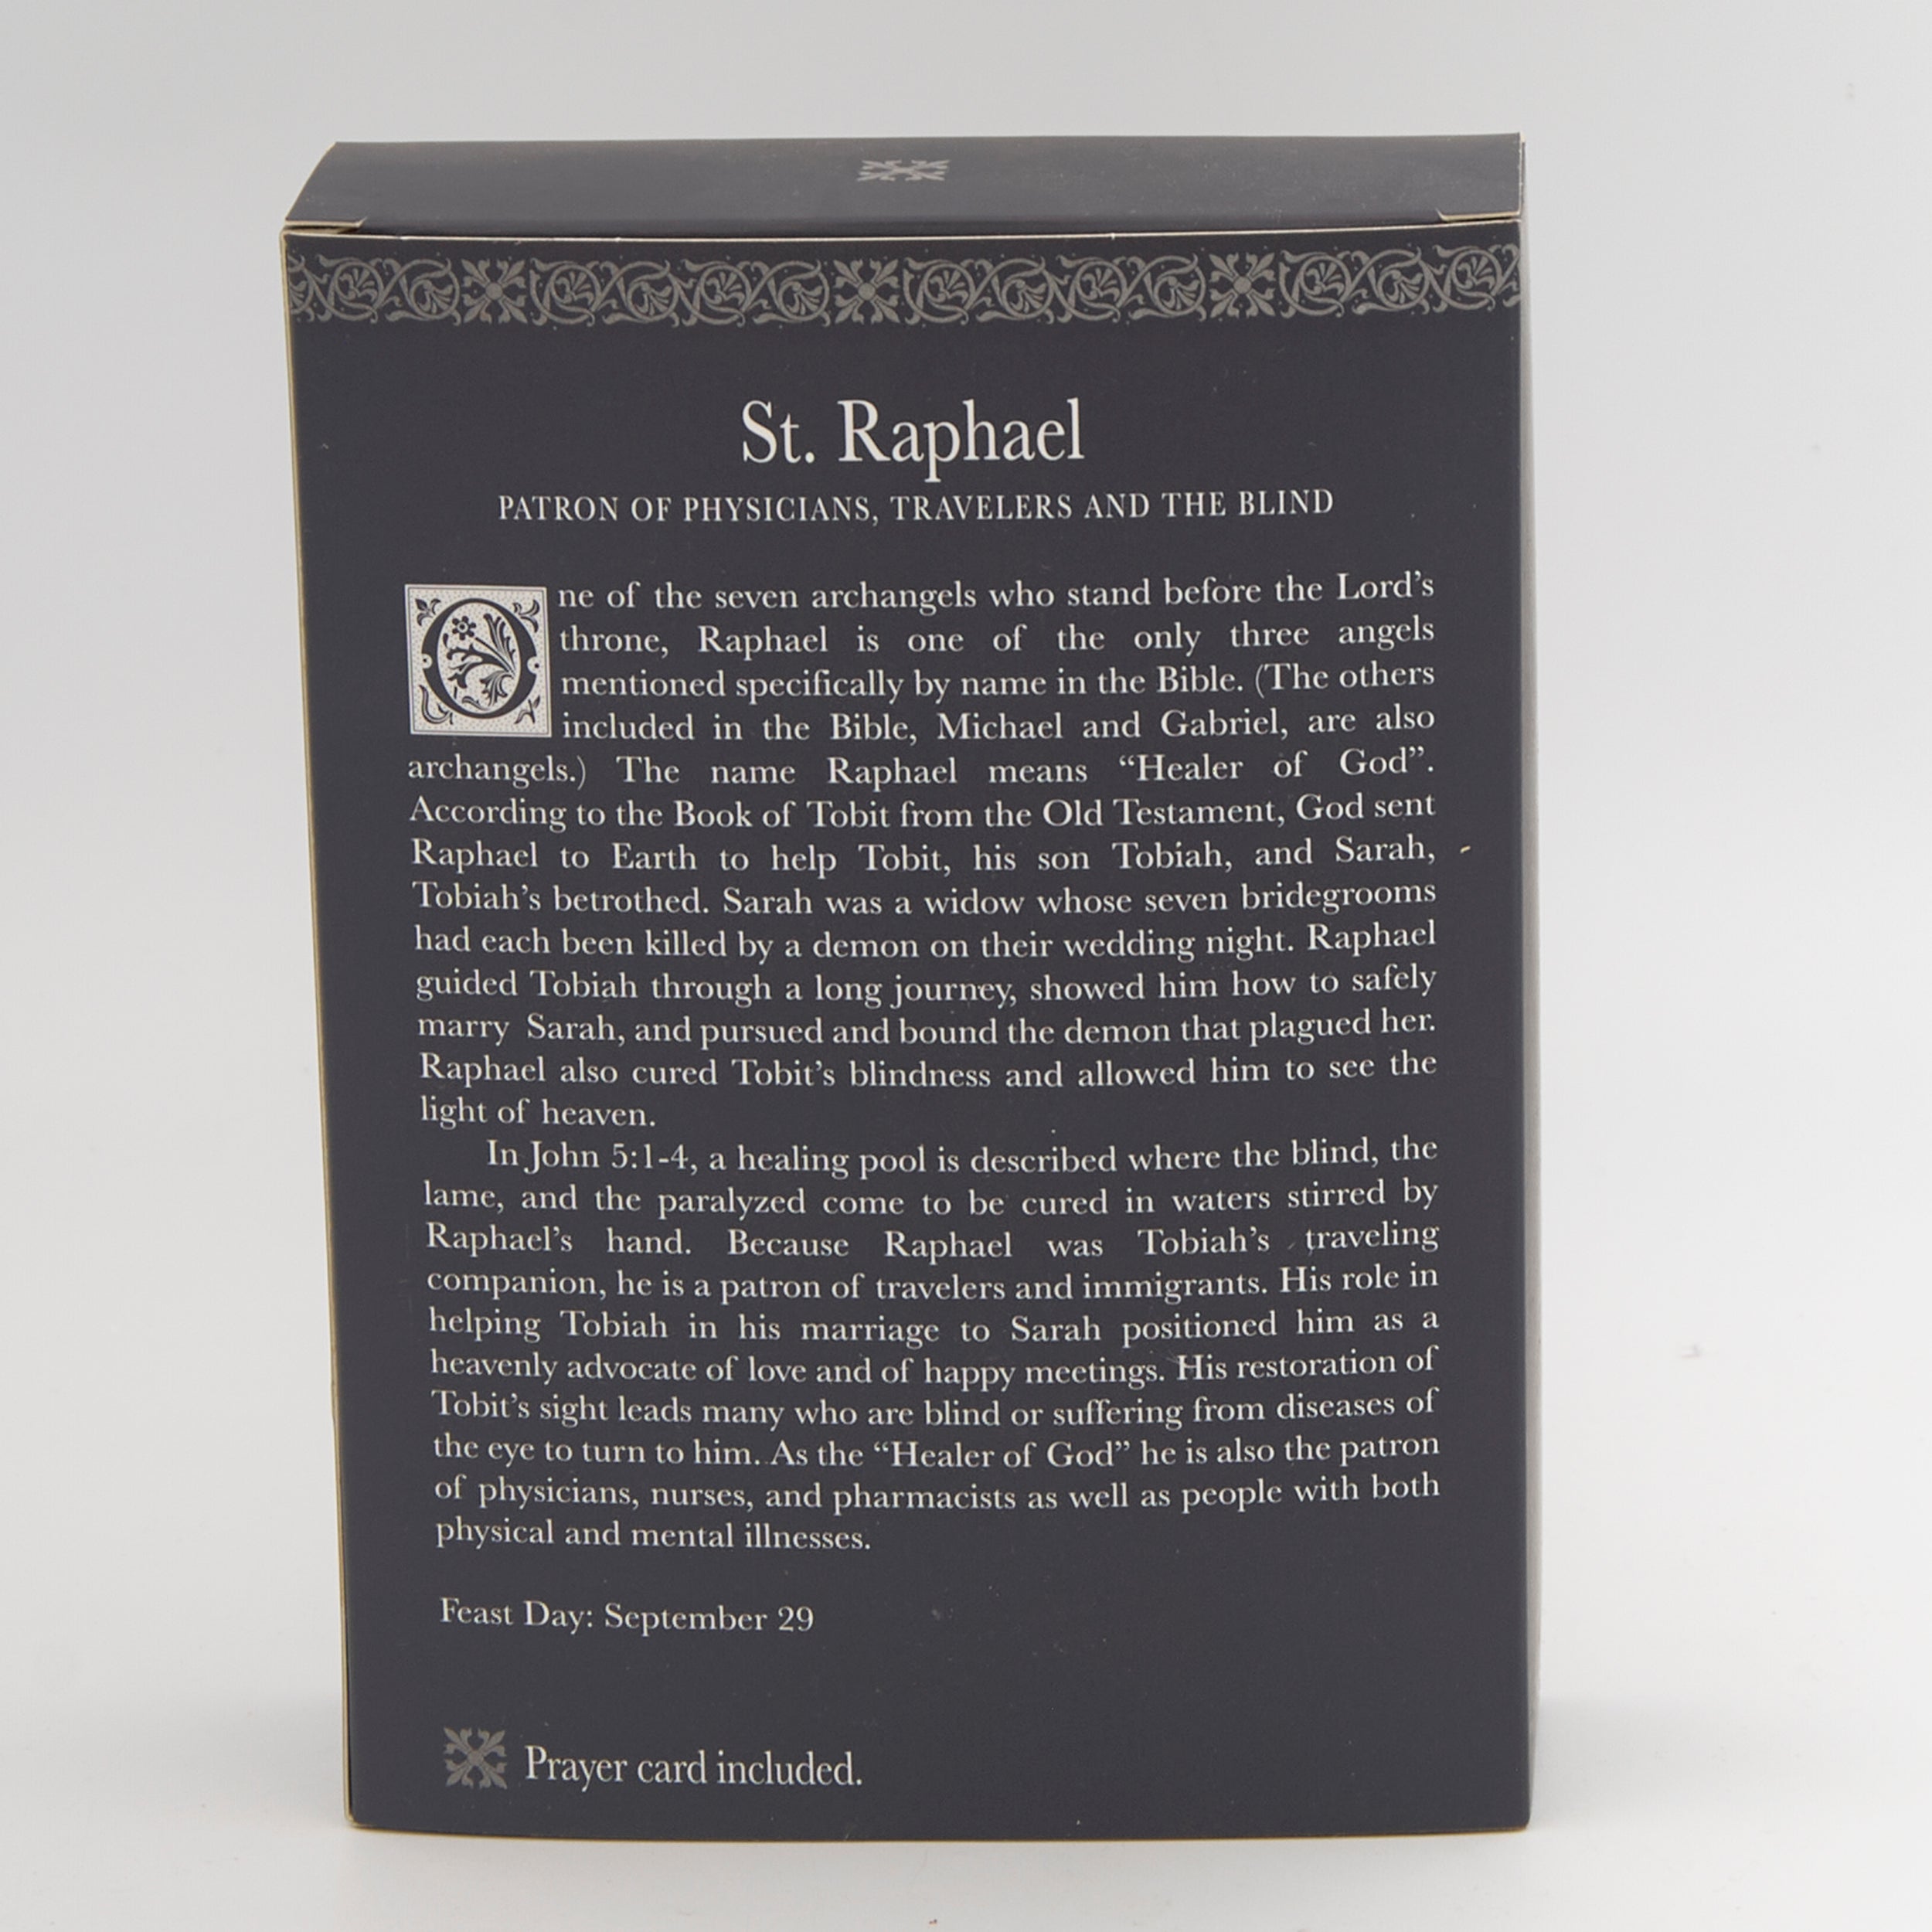 St. Raphael
PATRON OF PHYSICIANS, TRAVELERS AND THE BLIND
One of the seven archangels who stand before the Lord's
throne, Raphael is one of the only three angels
mentioned specifically by name in the Bible. (The others
included in the Bible, Michael and Gabriel, are also
archangels.) The name Raphael means “Healer of God”.
According to the Book of Tobit from the Old Testament, God sent
Raphael to Earth to help Tobit, his son Tobiah, and Sarah,
Tobiah’s betrothed. Sarah was a widow whose seven bridegrooms
had each been killed by a demon on their wedding night. Raphael
guided Tobiah through a long journey, showed him how to safely
marry Sarah, and pursued and bound the demon that plagued her.
Raphael also cured Tobit’s blindness and allowed him to see the
light of heaven.
In John 5:1-4, a healing pool is described where the blind, the
lame, and the paralyzed come to be cured in waters stirred by
Raphael’s hand. Because Raphael was Tobiah’s traveling
companion, he is a patron of travelers and immigrants. His role in
helping Tobiah in his marriage to Sarah positioned him as a
heavenly advocate of love and of happy meetings. His restoration of
Tobit’s sight leads many who are blind or suffering from diseases of
the eye to turn to him. As the “Healer of God” he is also the patron
of physicians, nurses, and pharmacists as well as people with both
physical and mental illnesses.
Feast Day: September 29
Prayer card included.